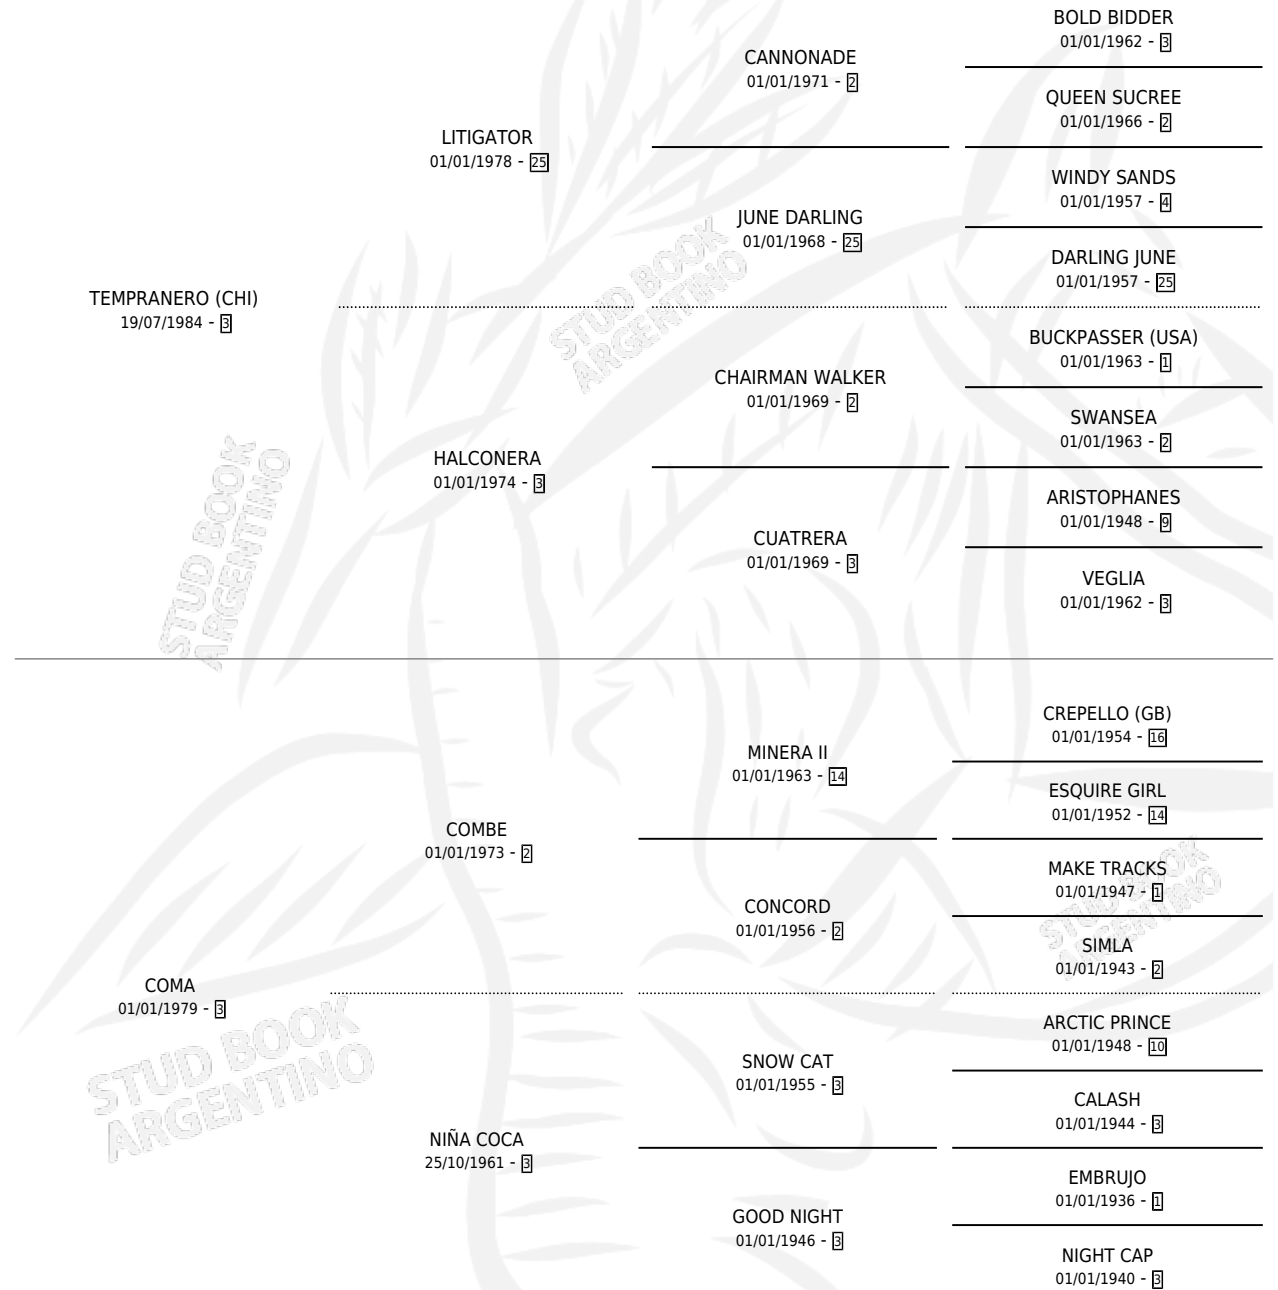 BOLD BIDDER
01/01/1962 - 3
CANNONADE
01/01/1971 - 2
QUEEN SUCREE
01/01/1966 - 2
LITIGATOR
01/01/1978 - 25
WINDY SANDS
01/01/1957 - 4
JUNE DARLING
01/01/1968 - 25
DARLING JUNE
01/01/1957 - 25
TEMPRANERO (CHI)
19/07/1984 - 3
BUCKPASSER (USA)
01/01/1963 - 1
CHAIRMAN WALKER
01/01/1969 - 2
SWANSEA
01/01/1963 - 2
HALCONERA
01/01/1974 - 3
ARISTOPHANES
01/01/1948 - 9
CUATRERA
01/01/1969 - 3
VEGLIA
01/01/1962 - 3
STUD BOOK
ARGENTINO
STUD BOOK
ARGENTINO
CREPELLO (GB)
01/01/1954 - 16
MINERA II
01/01/1963 - 14
ESQUIRE GIRL
01/01/1952 - 14
COMBE
01/01/1973 - 2
MAKE TRACKS
01/01/1947 - 1
CONCORD
01/01/1956 - 2
SIMLA
01/01/1943 - 2
STUD BOOK
ARGENTINO
COMA
01/01/1979 - 3
ARCTIC PRINCE
01/01/1948 - 10
SNOW CAT
01/01/1955 - 3
CALASH
01/01/1944 - 3
STUD BOOK
ARGENTINO
NIÑA COCA
25/10/1961 - 3
EMBRUJO
01/01/1936 - 1
GOOD NIGHT
01/01/1946 - 3
NIGHT CAP
01/01/1940 - 3